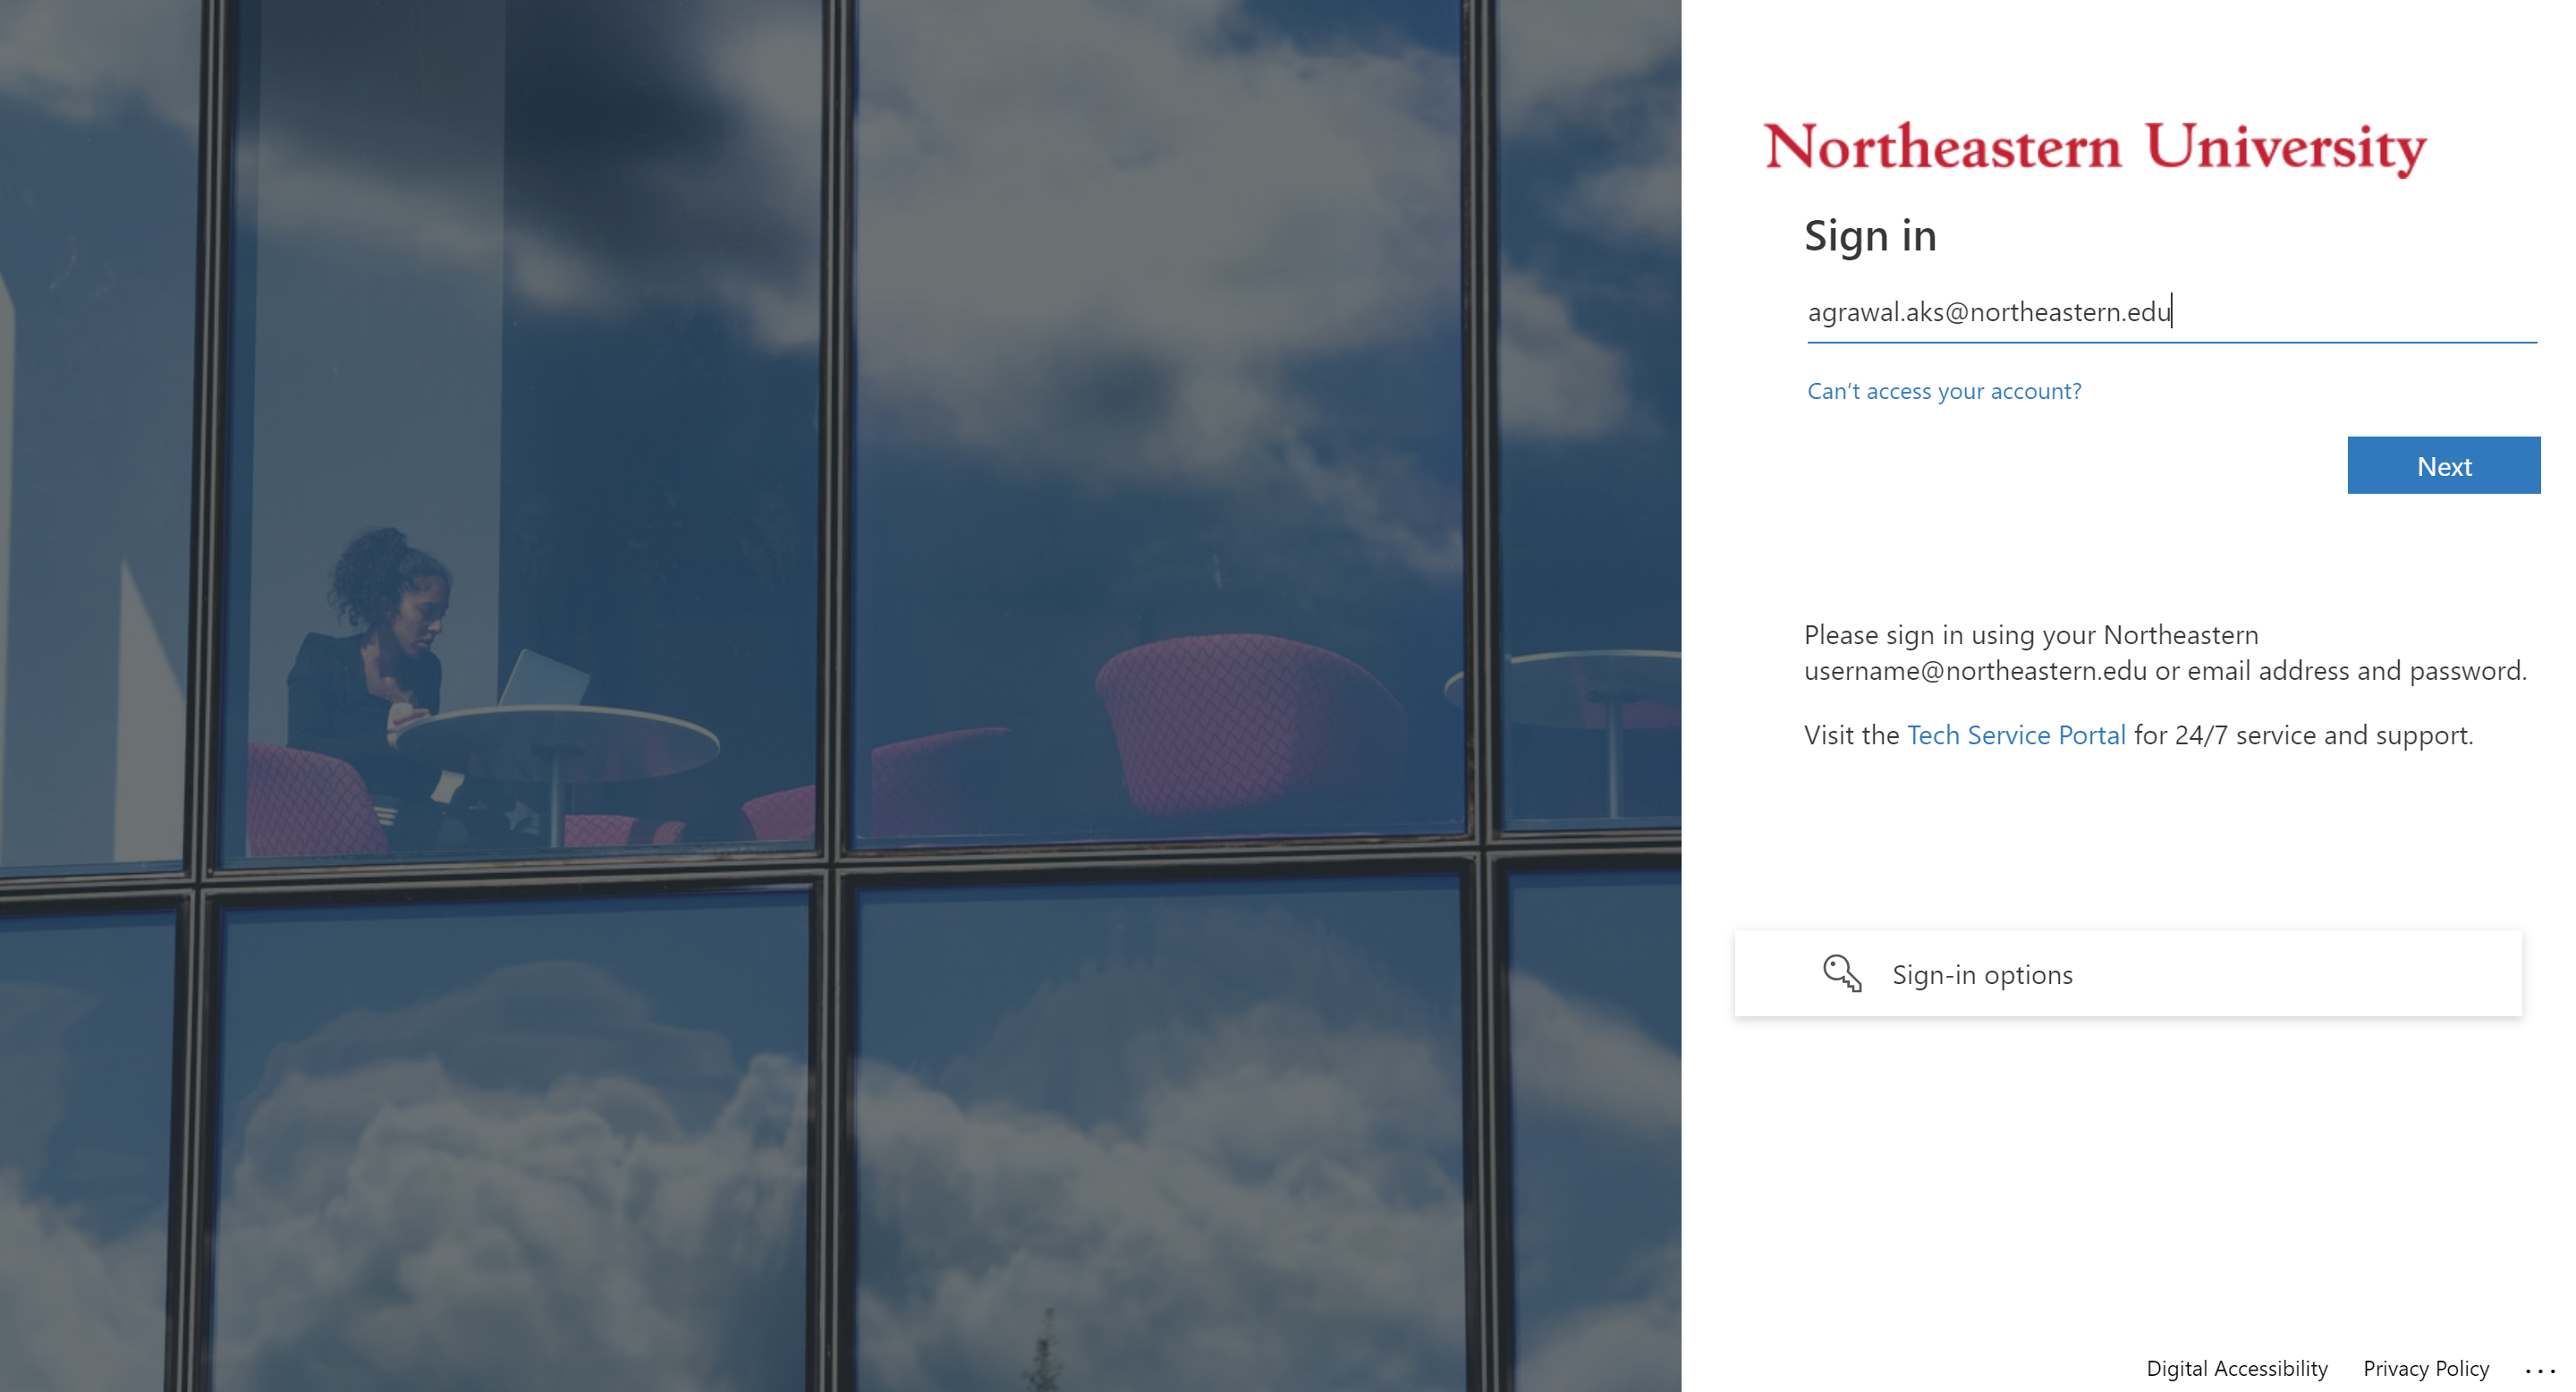 Northeastern University
Sign in
agrawal.aks@northeastern.edu
Can’t access your account?
Next
Please sign in using your Northeastern
username@northeastern.edu or email address and password.
Visit the Tech Service Portal for 24/7 service and support.
Sign-in options
Digital Accessibility Privacy Policy ...